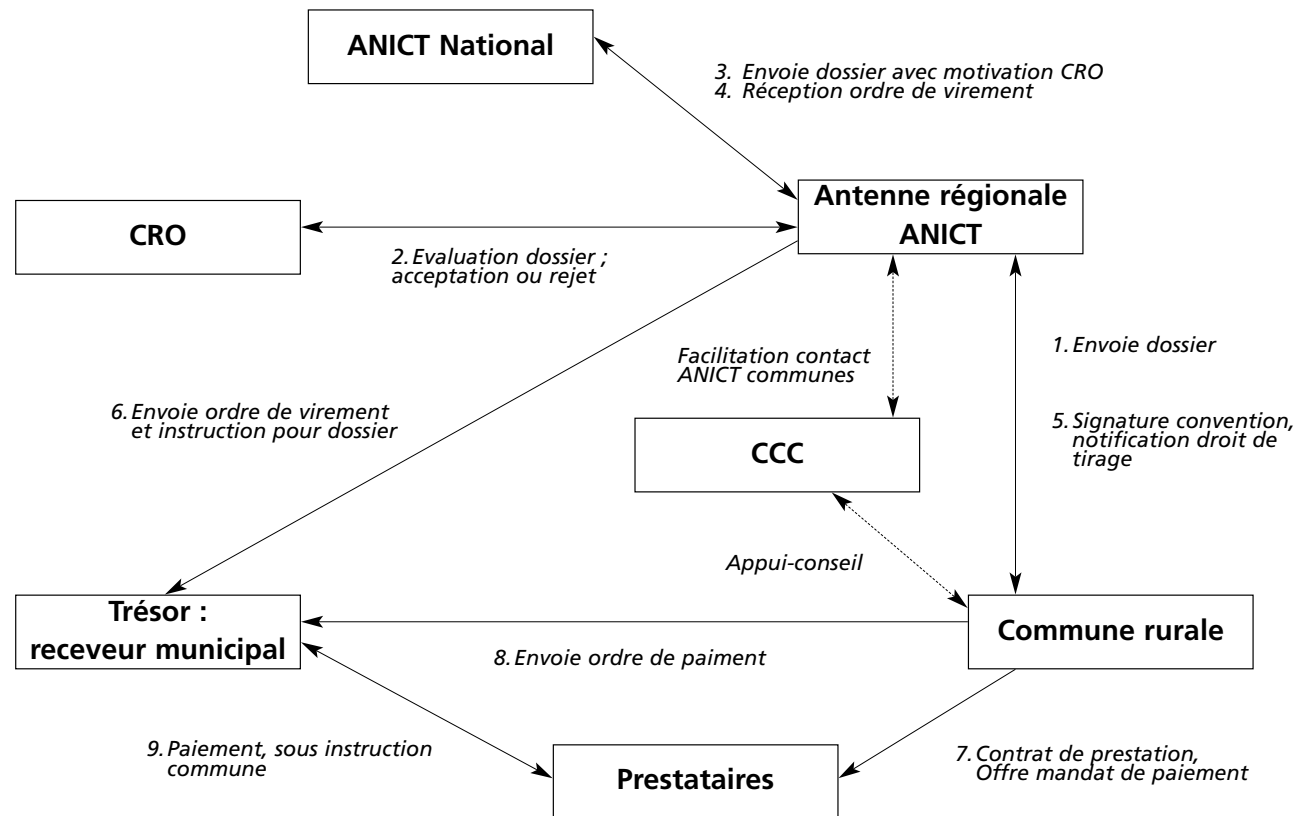 ANICT National
3. Envoie dossier avec motivation CRO
4. Réception ordre de virement
Antenne régionale
ANICT
CRO
2. Evaluation dossier ;
acceptation ou rejet
Facilitation contact
ANICT communes
1. Envoie dossier
6. Envoie ordre de virement
et instruction pour dossier
5. Signature convention,
notification droit de
tirage
CCC
Appui-conseil
Trésor :
receveur municipal
Commune rurale
8. Envoie ordre de paiment
9. Paiement, sous instruction
commune
Prestataires
7. Contrat de prestation,
Offre mandat de paiement